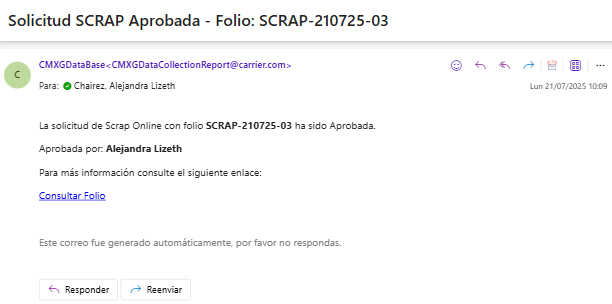 Solicitud SCRAP Aprobada - Folio: SCRAP-210725-03
C
CMXGDataBase<CMXGDataCollectionReport@carrier.com>
Para: Chairez, Alejandra Lizeth
Lun 21/07/2025 10:09
La solicitud de Scrap Online con folio SCRAP-210725-03 ha sido Aprobada.
Aprobada por: Alejandra Lizeth
Para más información consulte el siguiente enlace:
Consultar Folio
Este correo fue generado automáticamente, por favor no respondas.
Responder
Reenviar